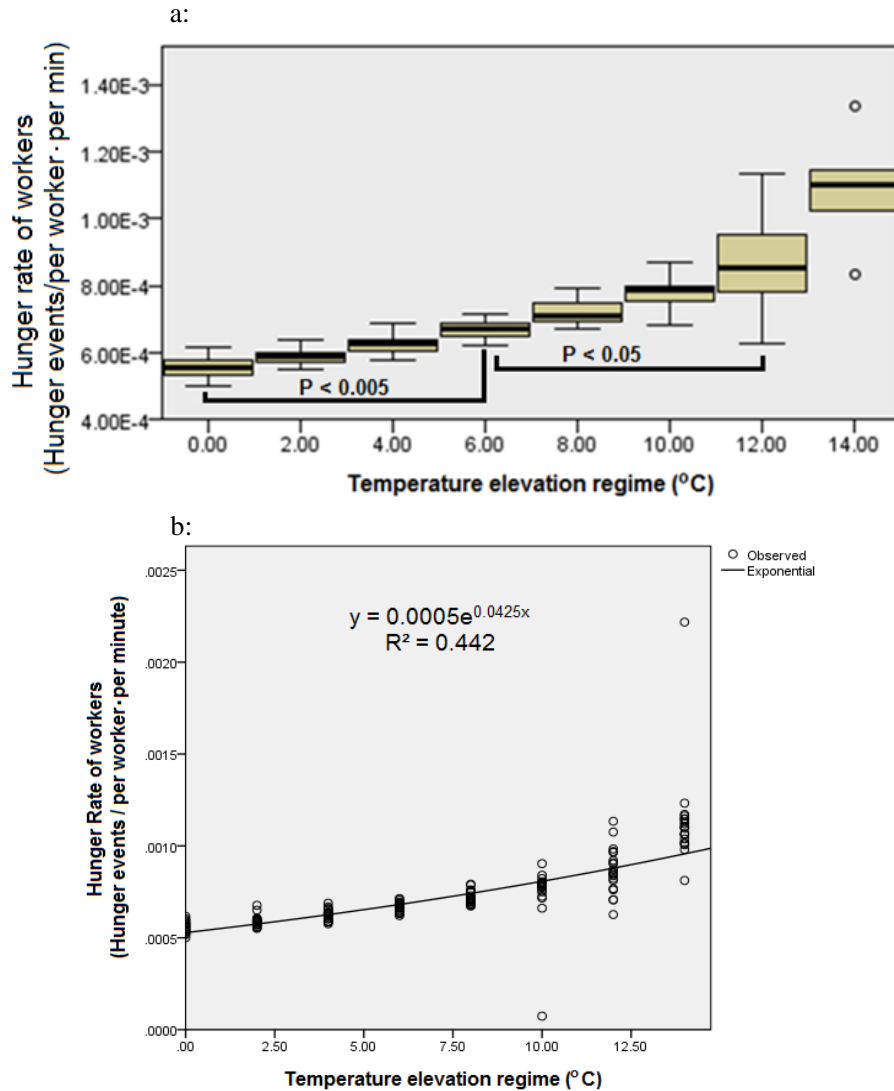 a:
Hunger rate of workers
(Hunger events/per worker·per min)
1.40E-3
1.20E-3
1.00E-3
8.00E-4
6.00E-4
4.00E-4
P < 0.005
P < 0.05
0.00 2.00 4.00 6.00 8.00 10.00 12.00 14.00
Temperature elevation regime (°C)
b:
Hunger Rate of workers
(Hunger events / per worker·per minute)
.0025
.0020
.0015
.0010
.0005
.0000
y = 0.0005e^0.0425x
R² = 0.442
Observed
Exponential
.00 2.50 5.00 7.50 10.00 12.50
Temperature elevation regime (°C)